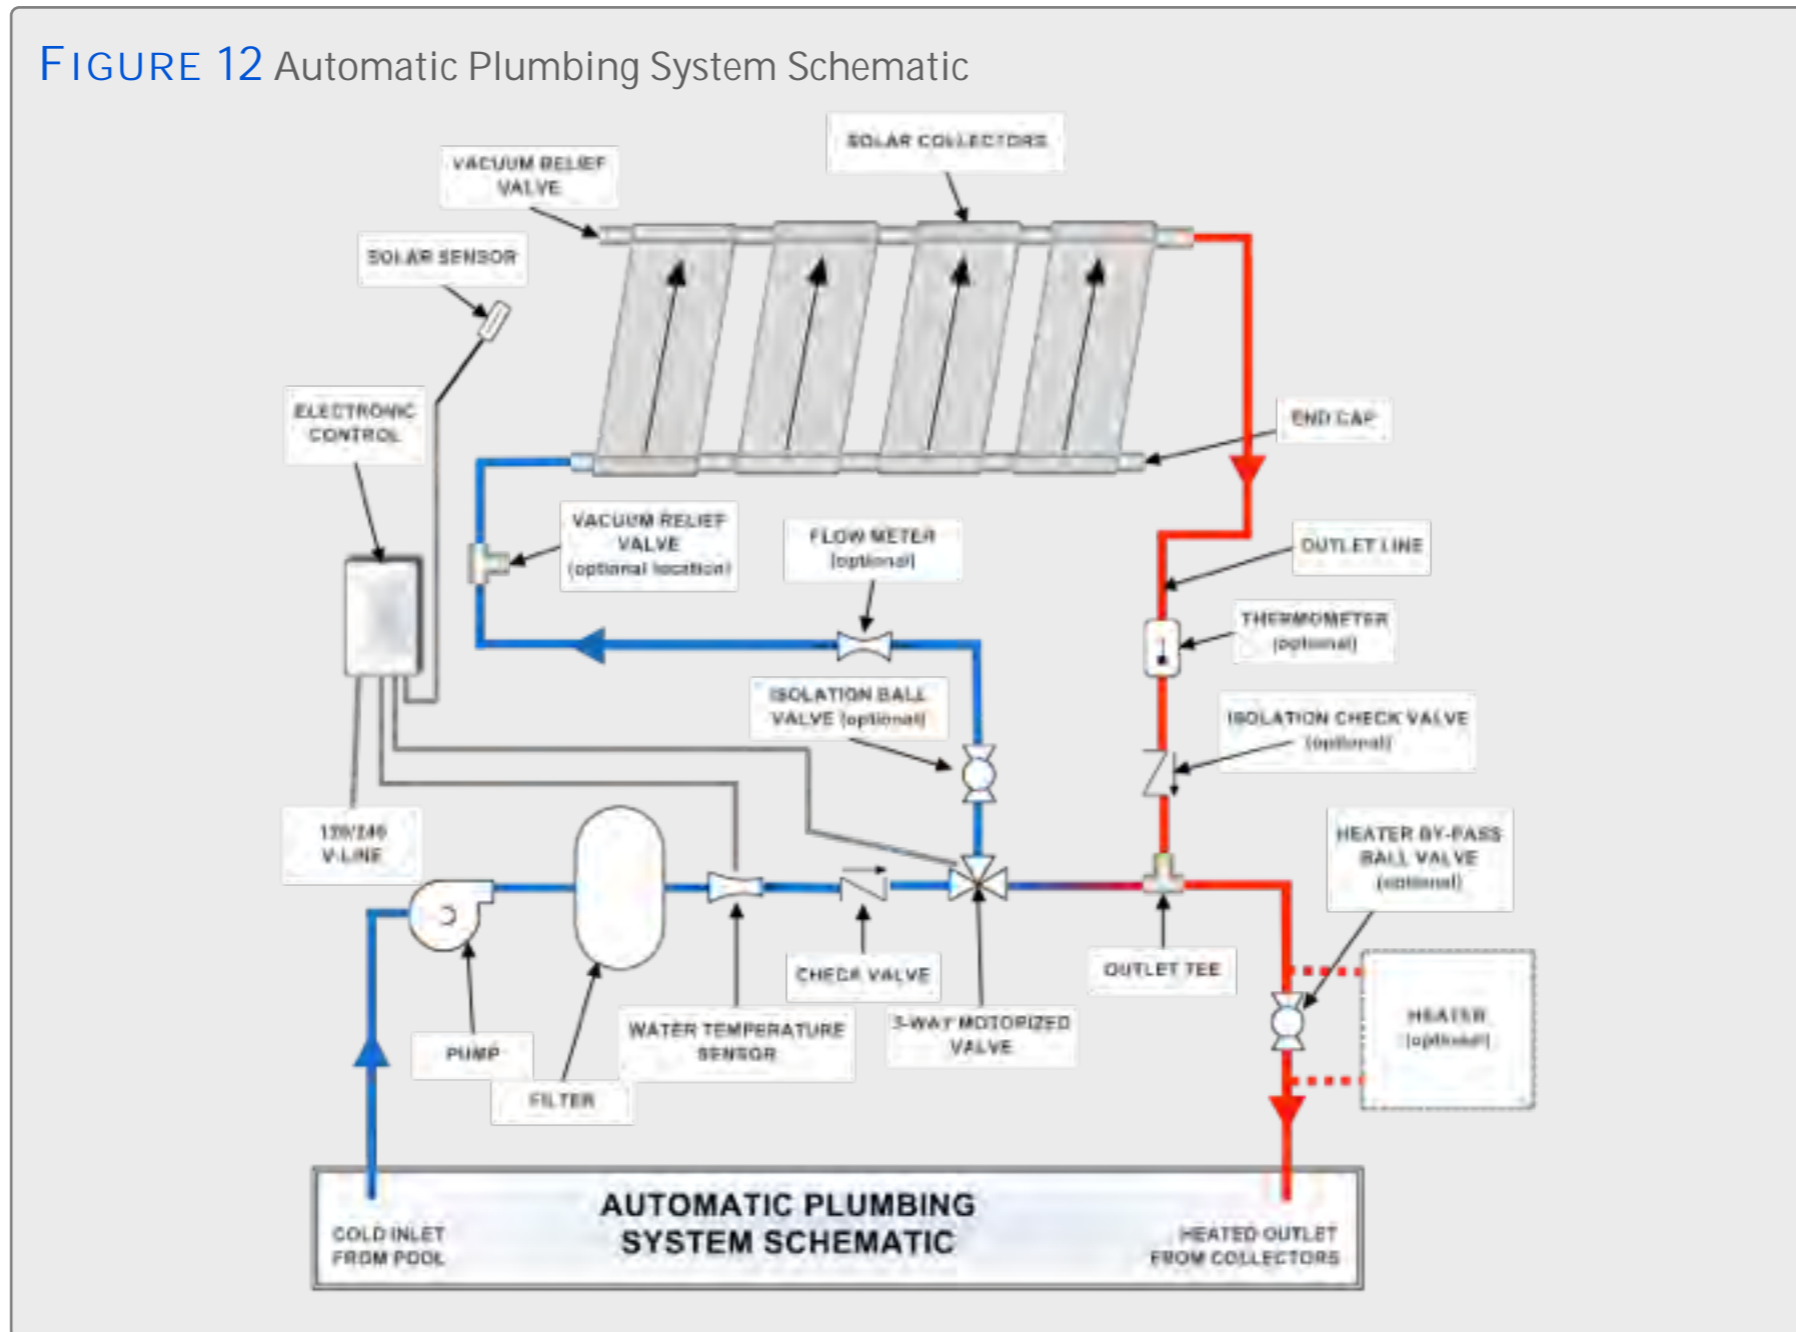 FIGURE 12 Automatic Plumbing System Schematic
SOLAR COLLECTORS
VACUUM RELIEF
VALVE
SOLAR SENSOR
ELECTRONIC
CONTROL
END CAP
VACUUM RELIEF
VALVE
(optional location)
FLOW METER
(optional)
OUTLET LINE
THERMOMETER
(optional)
ISOLATION BALL
VALVE (optional)
ISOLATION CHECK VALVE
(optional)
120/240
V-LINE
HEATER BY-PASS
BALL VALVE
(optional)
CHECK VALVE
OUTLET TEE
WATER TEMPERATURE
SENSOR
3-WAY MOTORIZED
VALVE
HEATER
(optional)
PUMP
FILTER
AUTOMATIC PLUMBING
SYSTEM SCHEMATIC
COLD INLET
FROM POOL
HEATED OUTLET
FROM COLLECTORS